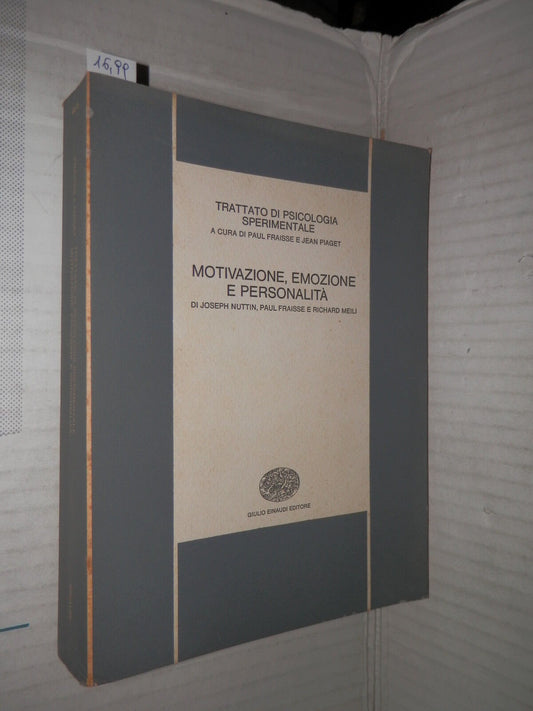 15,99
TRATTATO DI PSICOLOGIA
SPERIMENTALE
A CURA DI PAUL FRAISSE E JEAN PIAGET
MOTIVAZIONE, EMOZIONE
E PERSONALITÀ
DI JOSEPH NUTTIN, PAUL FRAISSE E RICHARD MEILI
GIULIO EINAUDI EDITORE